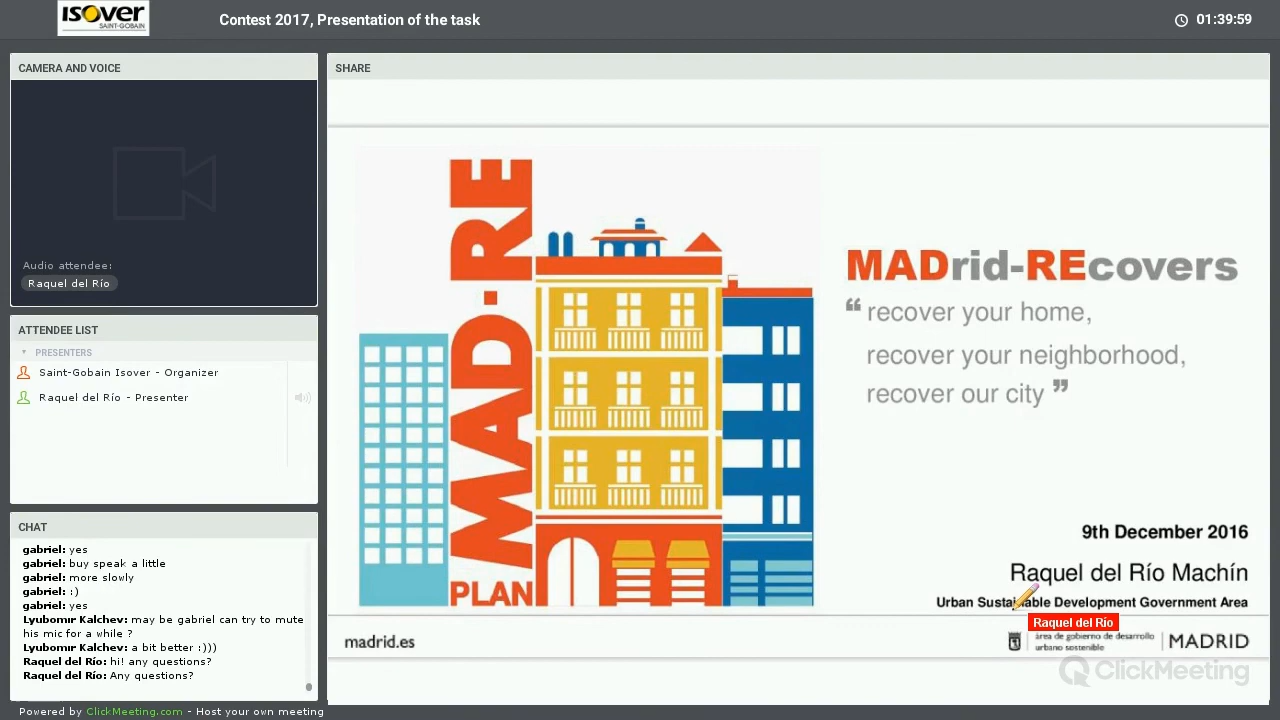 isover
SAINT-GOBAIN
Contest 2017, Presentation of the task
01:39:59
CAMERA AND VOICE
Audio attendee:
Raquel del Río
ATTENDEE LIST
PRESENTERS
Saint-Gobain Isover - Organizer
Raquel del Río - Presenter
CHAT
gabriel: yes
gabriel: buy speak a little
gabriel: more slowly
gabriel: :)
gabriel: yes
Lyubomir Kalchev: may be gabriel can try to mute
his mic for a while ?
Lyubomir Kalchev: a bit better :)))
Raquel del Río: hi! any questions?
Raquel del Río: Any questions?
Powered by ClickMeeting.com - Host your own meeting
SHARE
MAD-RE
PLAN
MADrid-REcovers
“ recover your home,
recover your neighborhood,
recover our city ”
9th December 2016
Raquel del Río Machín
Urban Sustainable Development Government Area
Raquel del Río
madrid.es
área de gobierno de desarrollo
urbano sostenible
MADRID
ClickMeeting